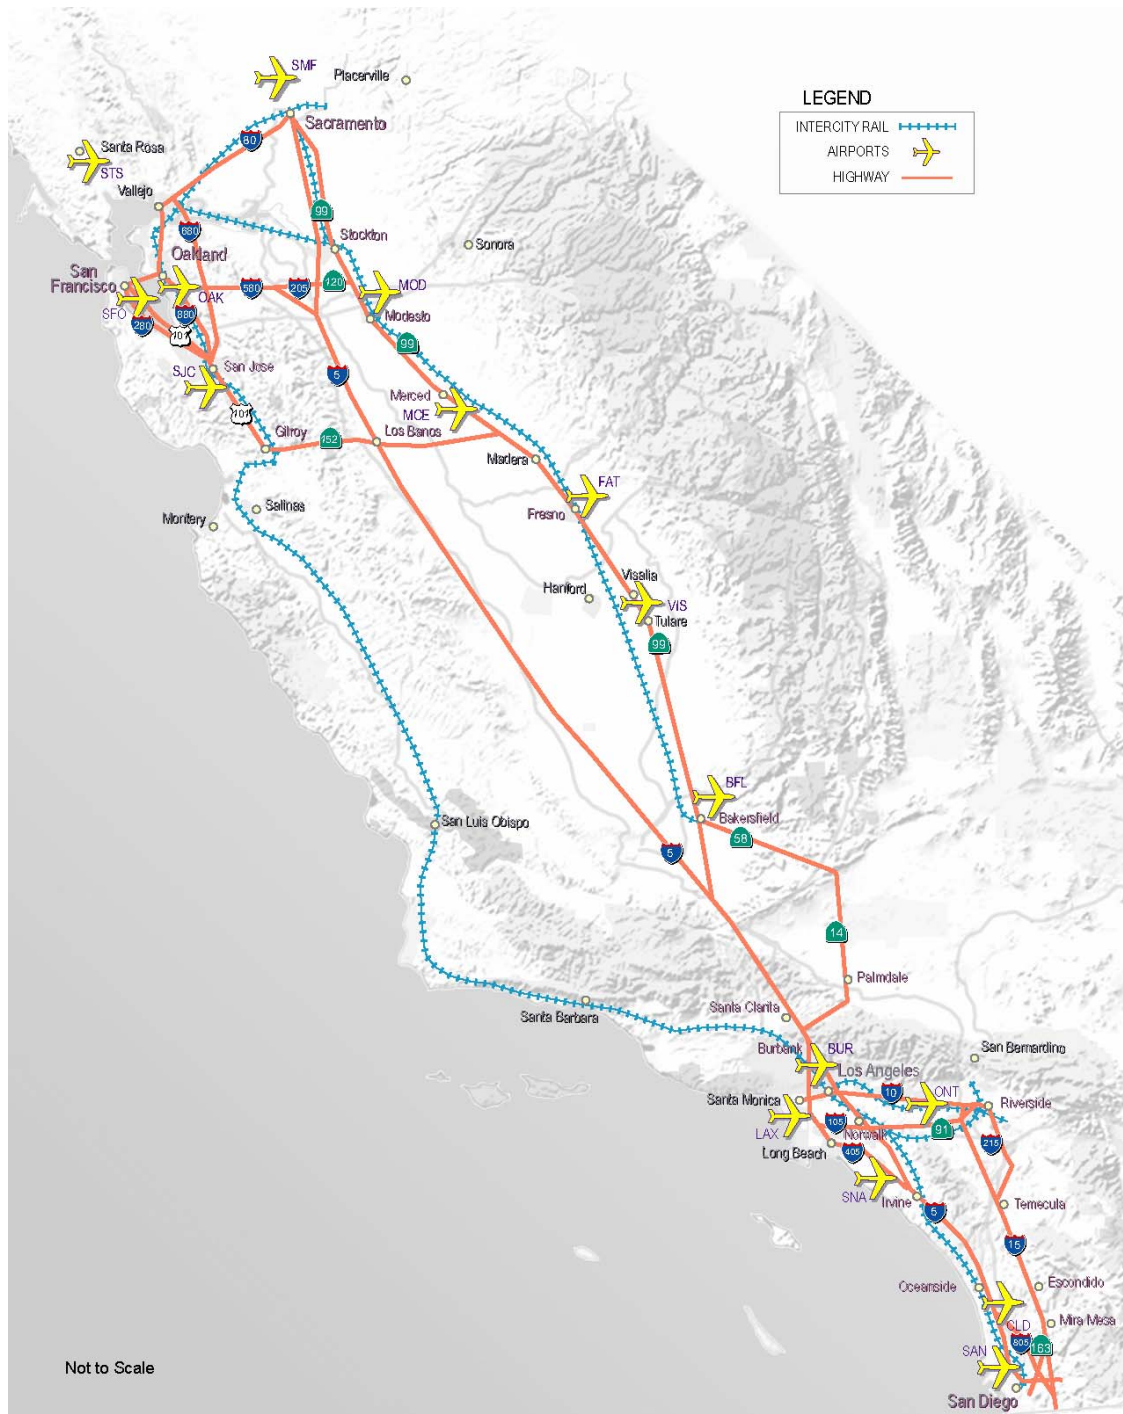 SMF
Placerville
LEGEND
INTERCITY RAIL
AIRPORTS
HIGHWAY
Sacramento
80
Santa Rosa
STS
Vallejo
99
680
Stockton
Sonora
Oakland
San
Francisco
OAK
580
205
120
MOD
SFO
280
880
101
Modesto
99
SJC
San Jose
5
Merced
MCE
101
Gilroy
152
Los Banos
Madera
FAT
Fresno
Salinas
Montery
Hanford
Visalia
VIS
Tulare
99
BFL
Bakersfield
San Luis Obispo
58
5
14
Palmdale
Santa Clarita
Santa Barbara
Burbank
BUR
San Bernardino
Los Angeles
Santa Monica
10
ONT
Riverside
LAX
105
Norwalk
91
Long Beach
405
215
SNA
Irvine
5
Temecula
15
Oceanside
Escondido
CLD
Mira Mesa
805
163
SAN
San Diego
Not to Scale